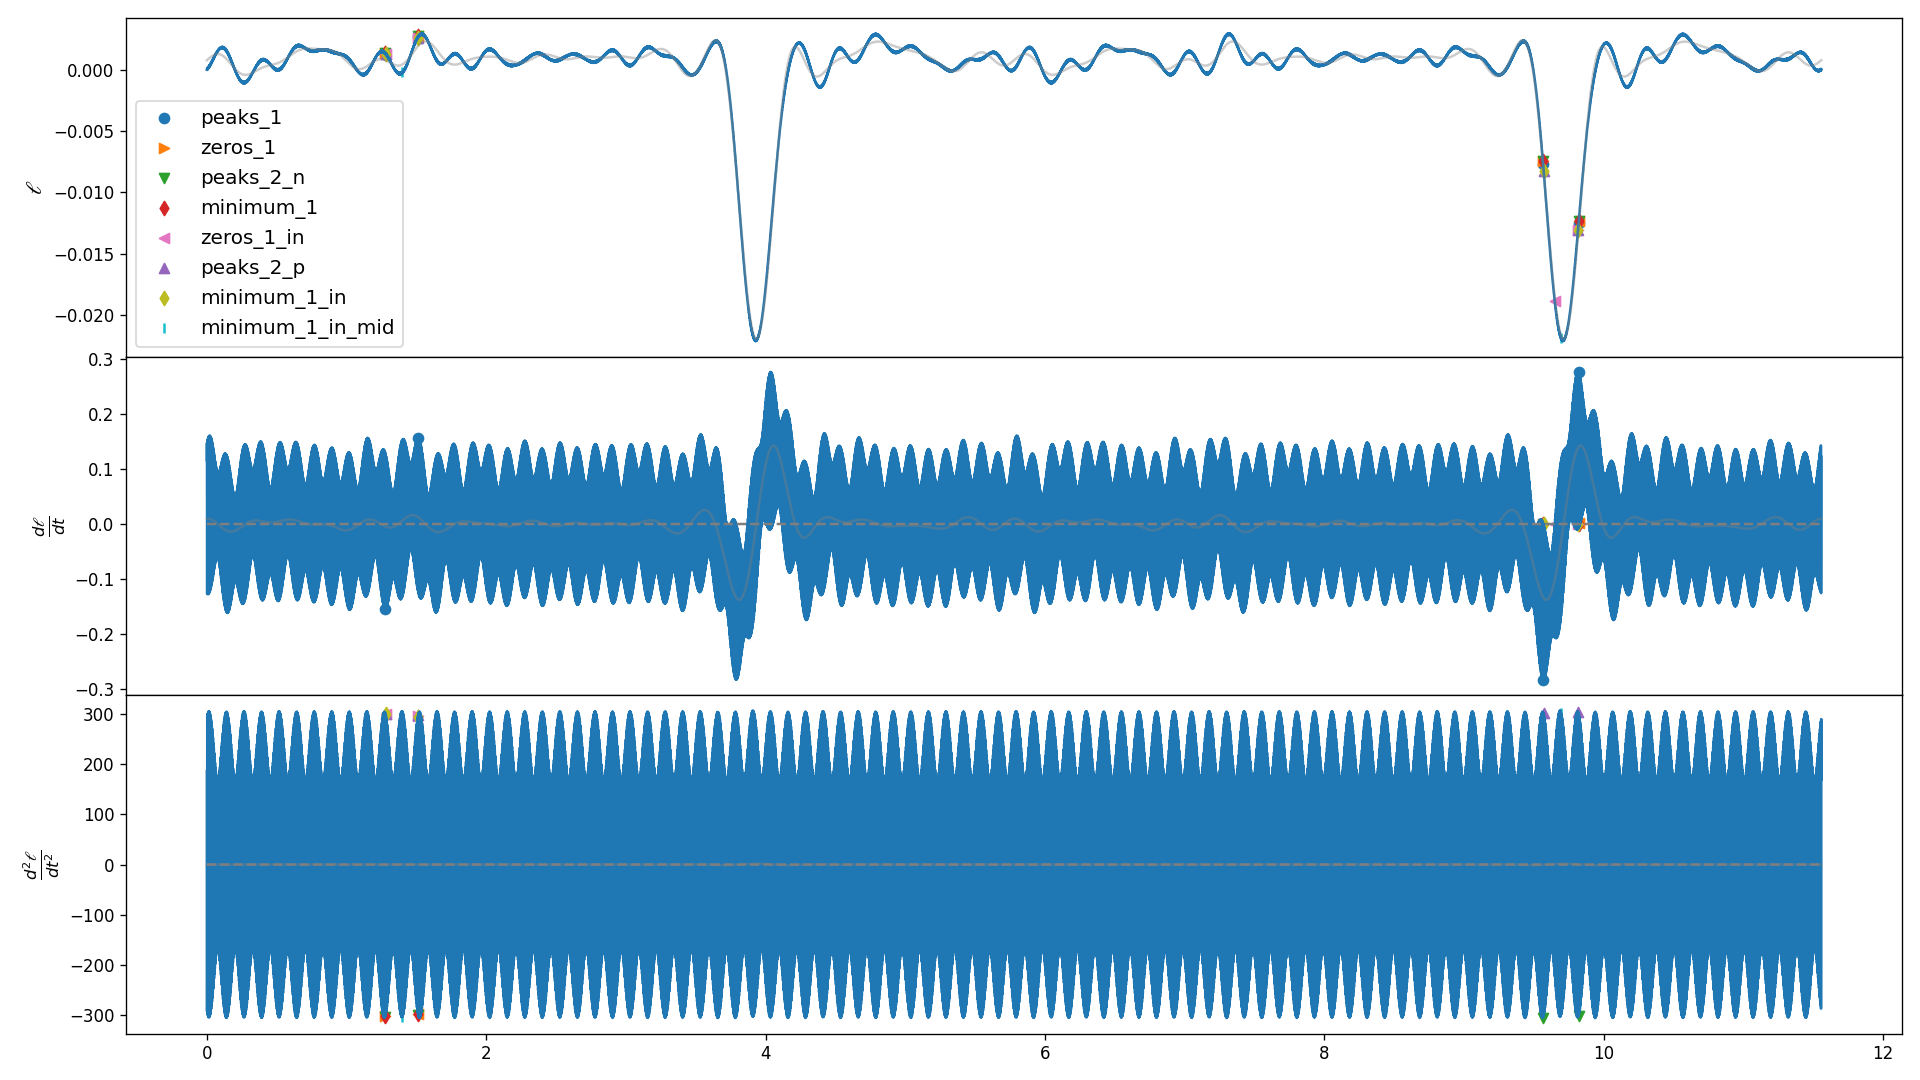 0.000
−0.005
−0.010
−0.015
−0.020
ℓ
peaks_1
zeros_1
peaks_2_n
minimum_1
zeros_1_in
peaks_2_p
minimum_1_in
minimum_1_in_mid
0.3
0.2
0.1
0.0
−0.1
−0.2
−0.3
dℓ
dt
300
200
100
0
−100
−200
−300
d²ℓ
dt²
0 2 4 6 8 10 12